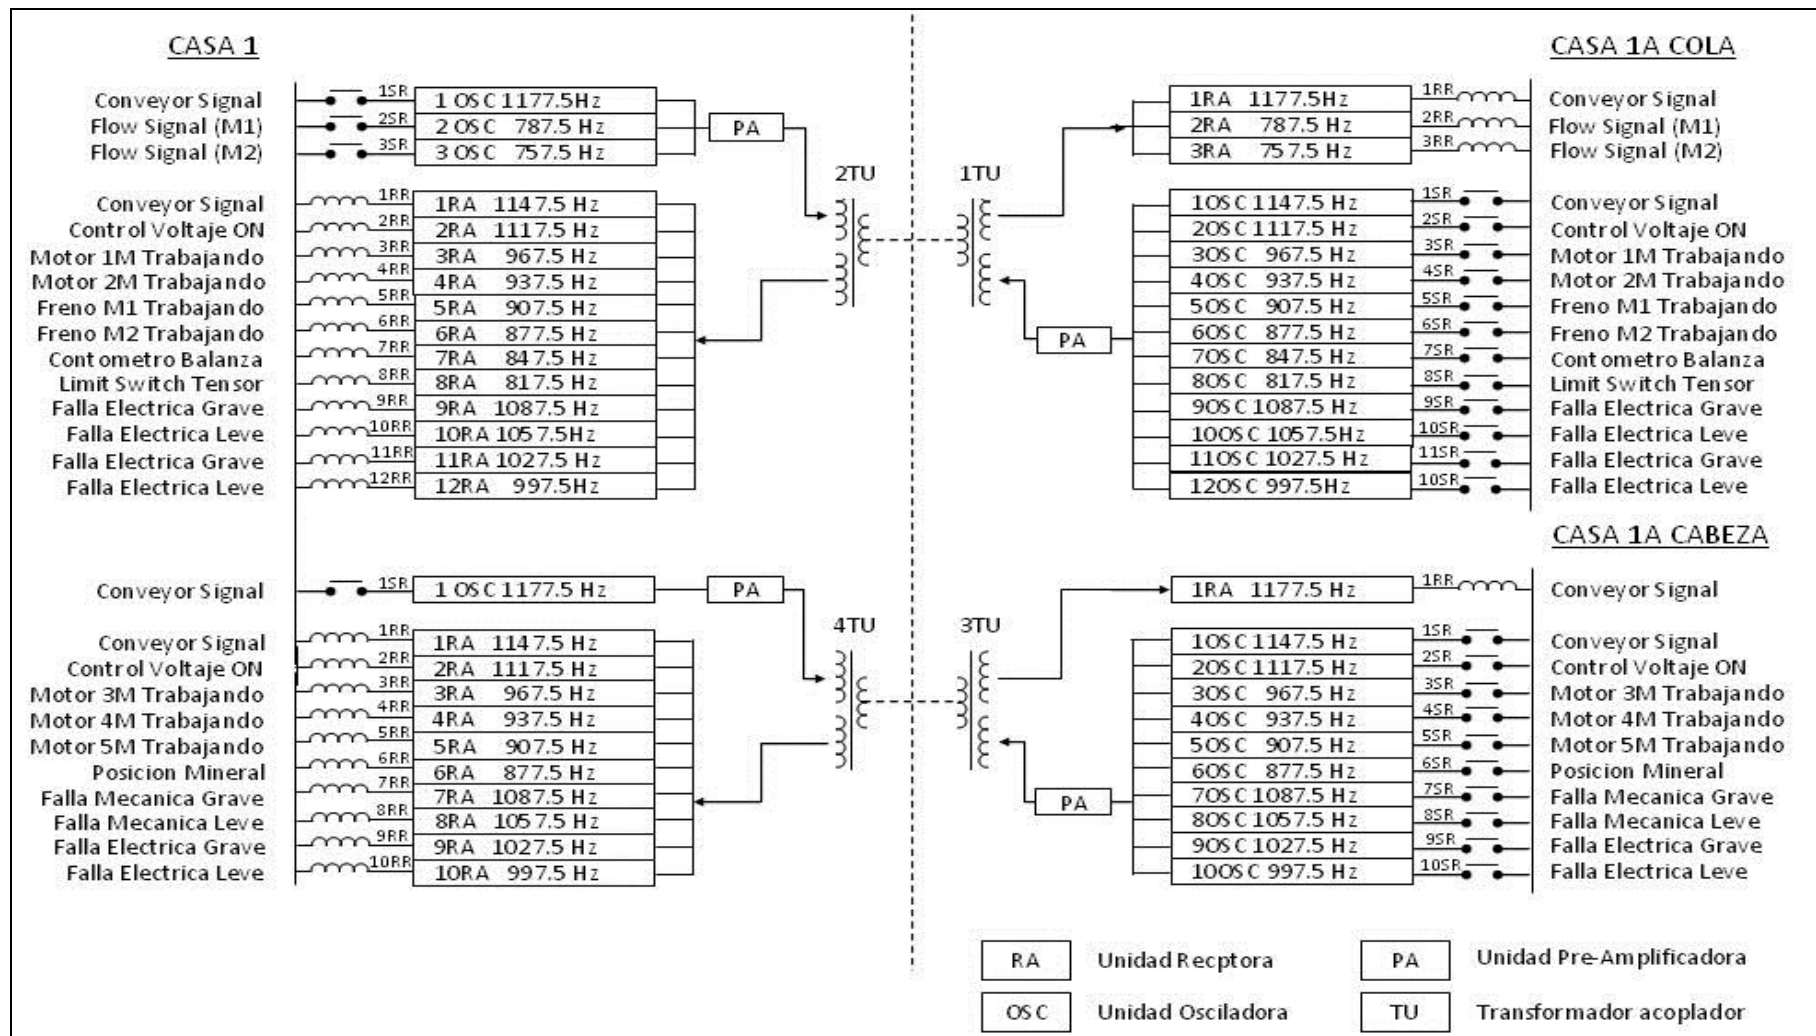 CASA 1
Conveyor Signal 1SR 1 OSC 1177.5Hz
Flow Signal (M1) 2SR 2 OSC 787.5 Hz
Flow Signal (M2) 3SR 3 OSC 757.5 Hz
PA
2TU
Conveyor Signal 1RR 1RA 1147.5 Hz
Control Voltaje ON 2RR 2RA 1117.5 Hz
Motor 1M Trabajando 3RR 3RA 967.5 Hz
Motor 2M Trabajando 4RR 4RA 937.5 Hz
Freno M1 Trabajando 5RR 5RA 907.5 Hz
Freno M2 Trabajando 6RR 6RA 877.5 Hz
Contometro Balanza 7RR 7RA 847.5 Hz
Limit Switch Tensor 8RR 8RA 817.5 Hz
Falla Electrica Grave 9RR 9RA 1087.5 Hz
Falla Electrica Leve 10RR 10RA 1057.5Hz
Falla Electrica Grave 11RR 11RA 1027.5 Hz
Falla Electrica Leve 12RR 12RA 997.5Hz
CASA 1A COLA
1RA 1177.5Hz 1RR Conveyor Signal
2RA 787.5 Hz 2RR Flow Signal (M1)
3RA 757.5 Hz 3RR Flow Signal (M2)
1TU
PA
1OSC 1147.5 Hz 1SR Conveyor Signal
2OSC 1117.5 Hz 2SR Control Voltaje ON
3OSC 967.5 Hz 3SR Motor 1M Trabajando
4OSC 937.5 Hz 4SR Motor 2M Trabajando
5OSC 907.5 Hz 5SR Freno M1 Trabajando
6OSC 877.5 Hz 6SR Freno M2 Trabajando
7OSC 847.5 Hz 7SR Contometro Balanza
8OSC 817.5 Hz 8SR Limit Switch Tensor
9OSC 1087.5 Hz 9SR Falla Electrica Grave
10OSC 1057.5Hz 10SR Falla Electrica Leve
11OSC 1027.5 Hz 11SR Falla Electrica Grave
12OSC 997.5Hz 10SR Falla Electrica Leve
Conveyor Signal 1SR 1 OSC 1177.5 Hz
PA
4TU
Conveyor Signal 1RR 1RA 1147.5 Hz
Control Voltaje ON 2RR 2RA 1117.5 Hz
Motor 3M Trabajando 3RR 3RA 967.5 Hz
Motor 4M Trabajando 4RR 4RA 937.5 Hz
Motor 5M Trabajando 5RR 5RA 907.5 Hz
Posicion Mineral 6RR 6RA 877.5 Hz
Falla Mecanica Grave 7RR 7RA 1087.5 Hz
Falla Mecanica Leve 8RR 8RA 1057.5 Hz
Falla Electrica Grave 9RR 9RA 1027.5 Hz
Falla Electrica Leve 10RR 10RA 997.5 Hz
CASA 1A CABEZA
1RA 1177.5 Hz 1RR Conveyor Signal
3TU
PA
1OSC 1147.5 Hz 1SR Conveyor Signal
2OSC 1117.5 Hz 2SR Control Voltaje ON
3OSC 967.5 Hz 3SR Motor 3M Trabajando
4OSC 937.5 Hz 4SR Motor 4M Trabajando
5OSC 907.5 Hz 5SR Motor 5M Trabajando
6OSC 877.5 Hz 6SR Posicion Mineral
7OSC 1087.5 Hz 7SR Falla Mecanica Grave
8OSC 1057.5 Hz 8SR Falla Mecanica Leve
9OSC 1027.5 Hz 9SR Falla Electrica Grave
10OSC 997.5 Hz 10SR Falla Electrica Leve
RA Unidad Recptora
PA Unidad Pre-Amplificadora
OSC Unidad Osciladora
TU Transformador acoplador